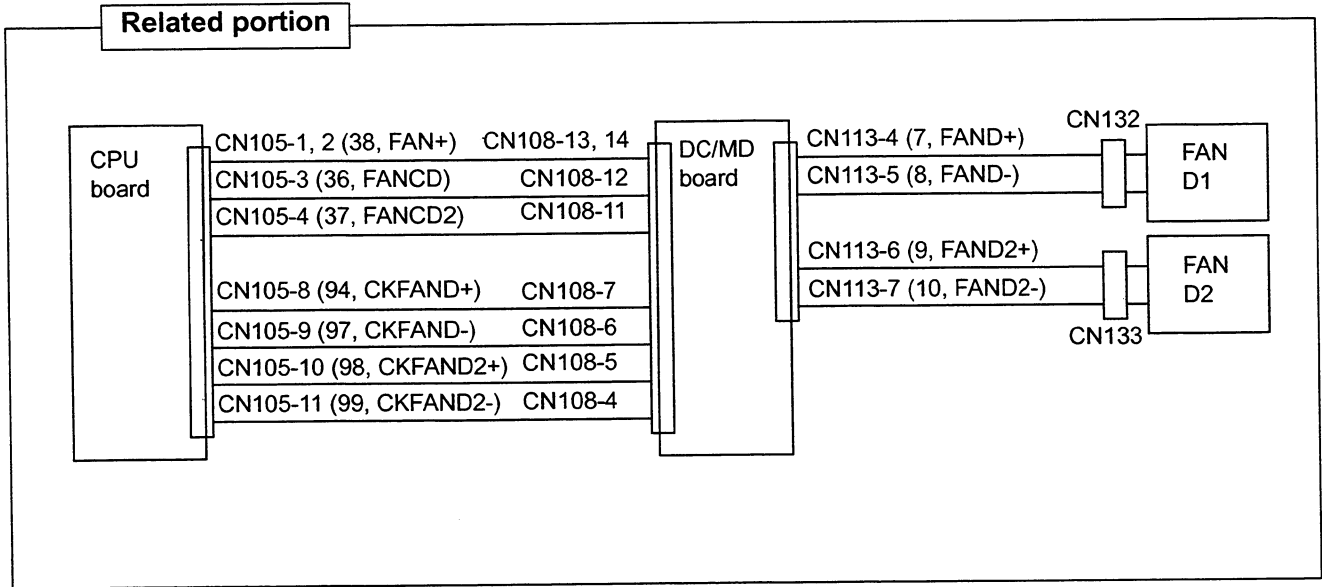 Related portion
CPU
board
CN105-1, 2 (38, FAN+) CN108-13, 14
CN105-3 (36, FANCD) CN108-12
CN105-4 (37, FANCD2) CN108-11
CN105-8 (94, CKFAND+) CN108-7
CN105-9 (97, CKFAND-) CN108-6
CN105-10 (98, CKFAND2+) CN108-5
CN105-11 (99, CKFAND2-) CN108-4
DC/MD
board
CN113-4 (7, FAND+)
CN113-5 (8, FAND-)
CN132
FAN
D1
CN113-6 (9, FAND2+)
CN113-7 (10, FAND2-)
CN133
FAN
D2